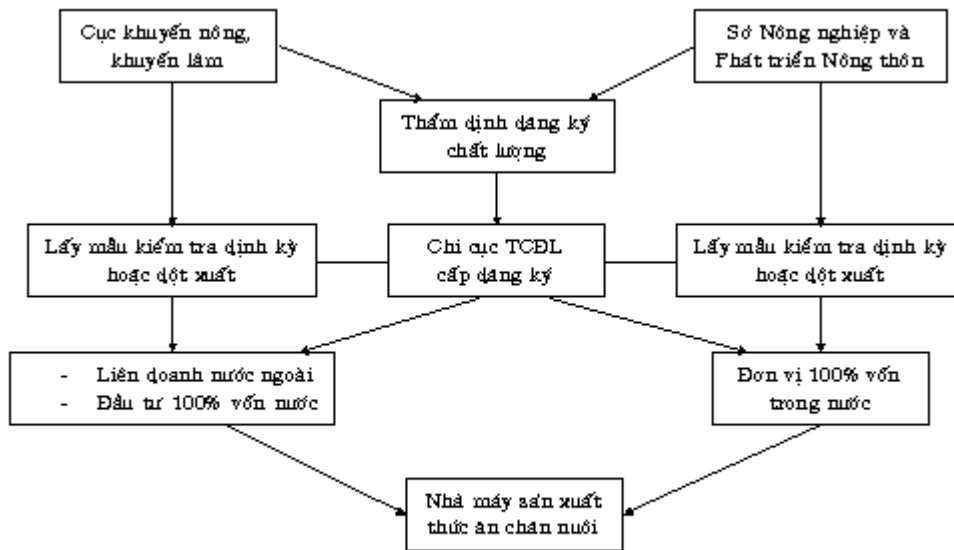 Cục khuyến nông,
khuyến lâm
Sở Nông nghiệp và
Phát triển Nông thôn
Thẩm định đăng ký
chất lượng
Lấy mẫu kiểm tra định kỳ
hoặc đột xuất
Chi cục TCĐL
cấp đăng ký
Lấy mẫu kiểm tra định kỳ
hoặc đột xuất
- Liên doanh nước ngoài
- Đầu tư 100% vốn nước
Đơn vị 100% vốn
trong nước
Nhà máy sản xuất
thức ăn chăn nuôi